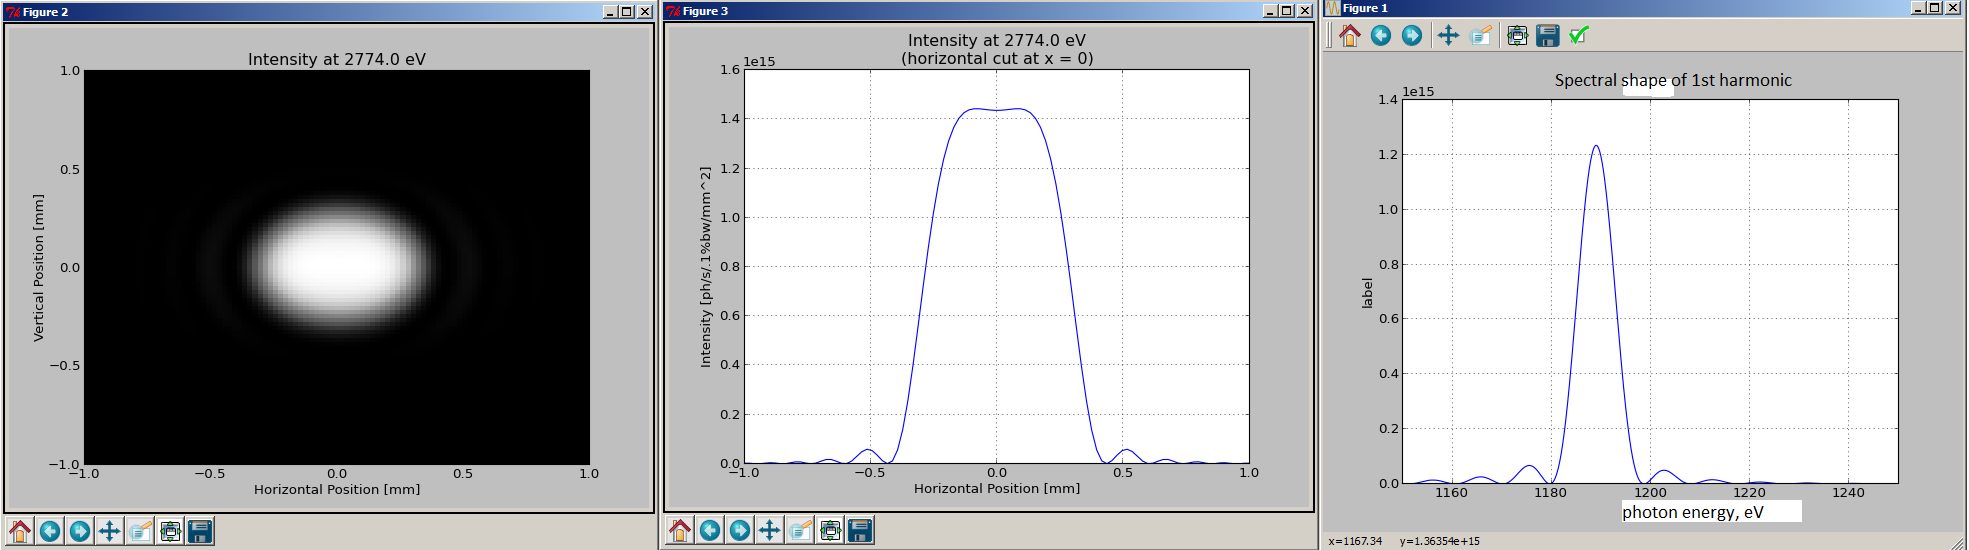 Figure 2
Intensity at 2774.0 eV
1.0
0.5
0.0
−0.5
−1.0
Vertical Position [mm]
−1.0 −0.5 0.0 0.5 1.0
Horizontal Position [mm]
Figure 3
Intensity at 2774.0 eV
(horizontal cut at x = 0)
1e15
1.6
1.4
1.2
1.0
0.8
0.6
0.4
0.2
0.0
Intensity [ph/s/.1%bw/mm^2]
−1.0 −0.5 0.0 0.5 1.0
Horizontal Position [mm]
Figure 1
Spectral shape of 1st harmonic
1e15
1.4
1.2
1.0
0.8
0.6
0.4
0.2
0.0
label
1160 1180 1200 1220 1240
photon energy, eV
x=1167.34 y=1.36354e+15